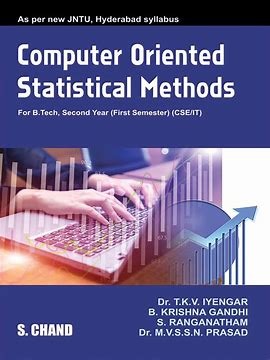 As per new JNTU, Hyderabad syllabus
Computer Oriented
Statistical Methods
For B.Tech, Second Year (First Semester) (CSE/IT)
Dr. T.K.V. IYENGAR
B. KRISHNA GANDHI
S. RANGANATHAM
Dr. M.V.S.S.N. PRASAD
S. CHAND